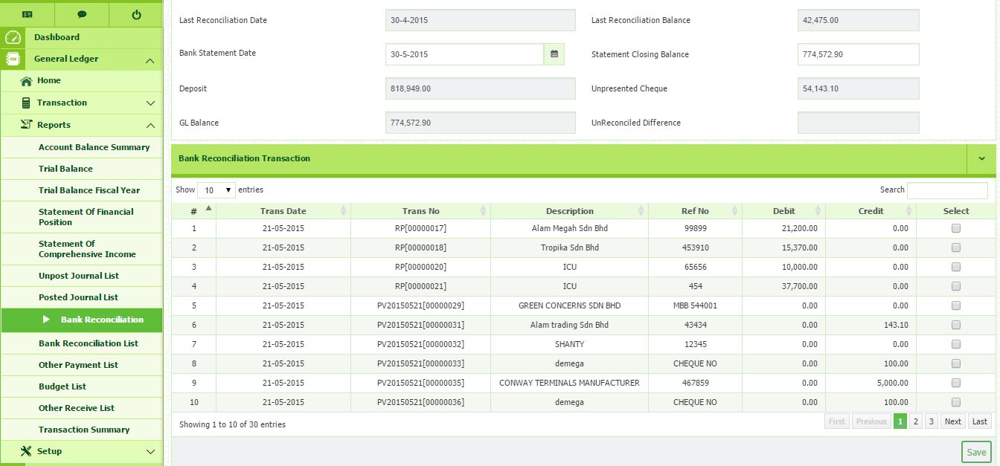 Dashboard
RM
General Ledger
Home
Transaction
Reports
Account Balance Summary
Trial Balance
Trial Balance Fiscal Year
Statement Of Financial
Position
Statement Of
Comprehensive Income
Unpost Journal List
Posted Journal List
Bank Reconciliation
Bank Reconciliation List
Other Payment List
Budget List
Other Receive List
Transaction Summary
Setup
Last Reconciliation Date 30-4-2015 Last Reconciliation Balance 42,475.00
Bank Statement Date 30-5-2015 Statement Closing Balance 774,572.90
Deposit 818,949.00 Unpresented Cheque 54,143.10
GL Balance 774,572.90 UnReconciled Difference
Bank Reconciliation Transaction
Show 10 entries Search
# Trans Date Trans No Description Ref No Debit Credit Select
1 21-05-2015 RP[00000017] Alam Megah Sdn Bhd 99899 21,200.00 0.00
2 21-05-2015 RP[00000018] Tropika Sdn Bhd 453910 15,370.00 0.00
3 21-05-2015 RP[00000020] ICU 65656 10,000.00 0.00
4 21-05-2015 RP[00000021] ICU 454 37,700.00 0.00
5 21-05-2015 PV20150521[00000029] GREEN CONCERNS SDN BHD MBB 544001 0.00 0.00
6 21-05-2015 PV20150521[00000031] Alam trading Sdn Bhd 43434 0.00 143.10
7 21-05-2015 PV20150521[00000032] SHANTY 12345 0.00 0.00
8 21-05-2015 PV20150521[00000033] demega CHEQUE NO 0.00 100.00
9 21-05-2015 PV20150521[00000035] CONWAY TERMINALS MANUFACTURER 467859 0.00 5,000.00
10 21-05-2015 PV20150521[00000036] demega CHEQUE NO 0.00 100.00
Showing 1 to 10 of 30 entries First Previous 1 2 3 Next Last
Save